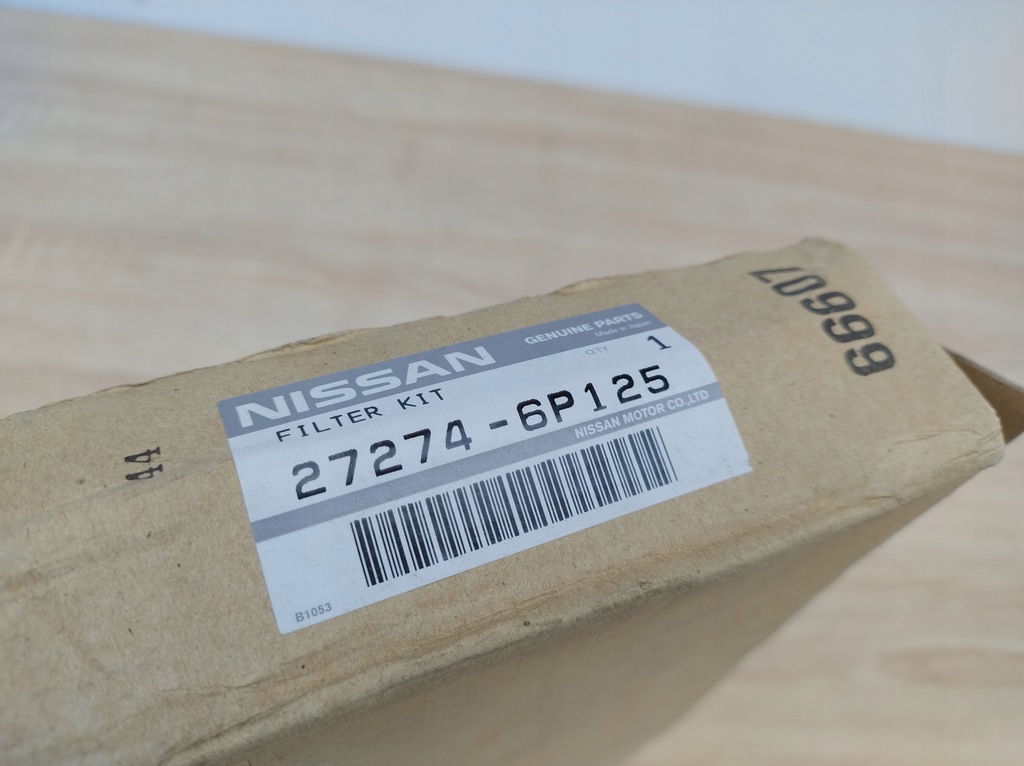 NISSAN
GENUINE PARTS
Made in Japan
FILTER KIT
QTY 1
27274-6P125
NISSAN MOTOR CO.,LTD
B1053
44
66607